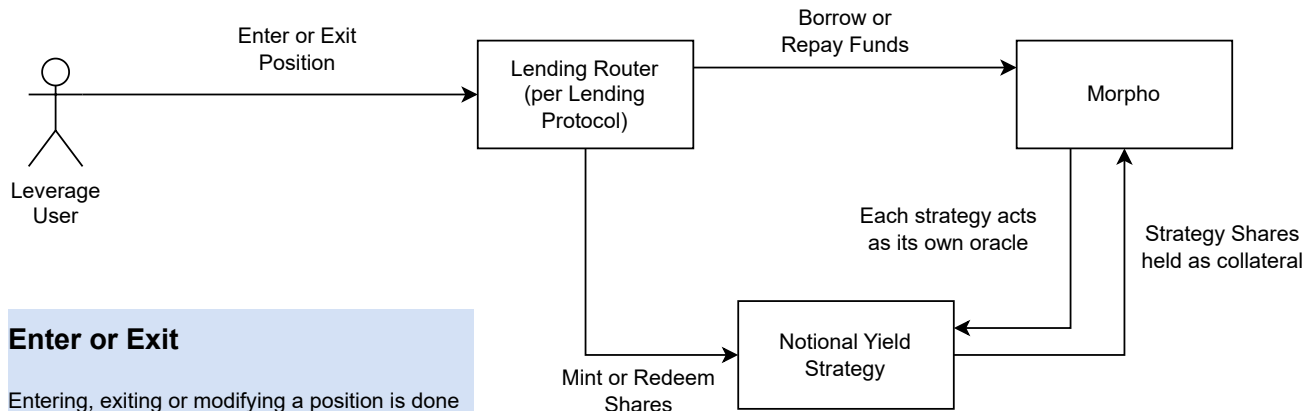 Enter or Exit
Position
Borrow or
Repay Funds
Lending Router
(per Lending
Protocol)
Morpho
Leverage
User
Each strategy acts
as its own oracle
Strategy Shares
held as collateral
Enter or Exit
Notional Yield
Strategy
Mint or Redeem
Shares
Entering, exiting or modifying a position is done